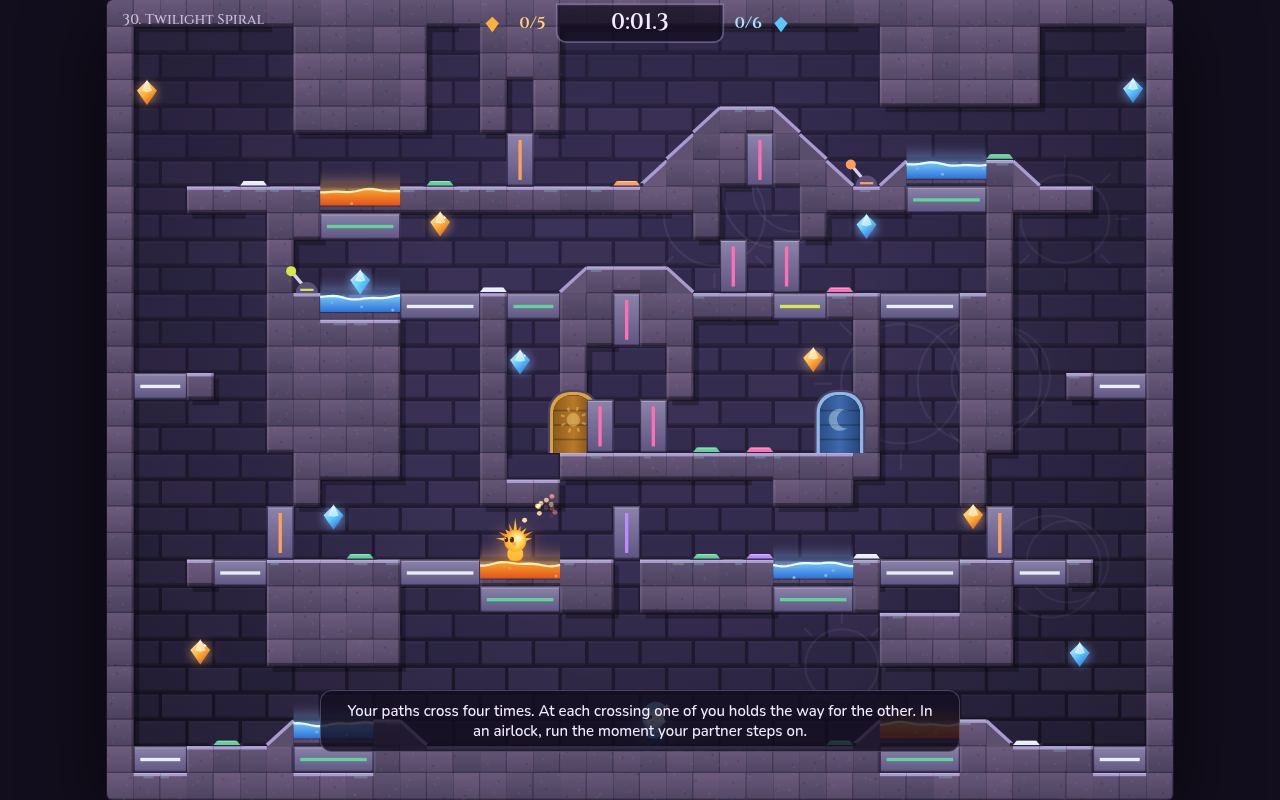 30. Twilight Spiral
0/5
0:01.3
0/6
Your paths cross four times. At each crossing one of you holds the way for the other. In
an airlock, run the moment your partner steps on.